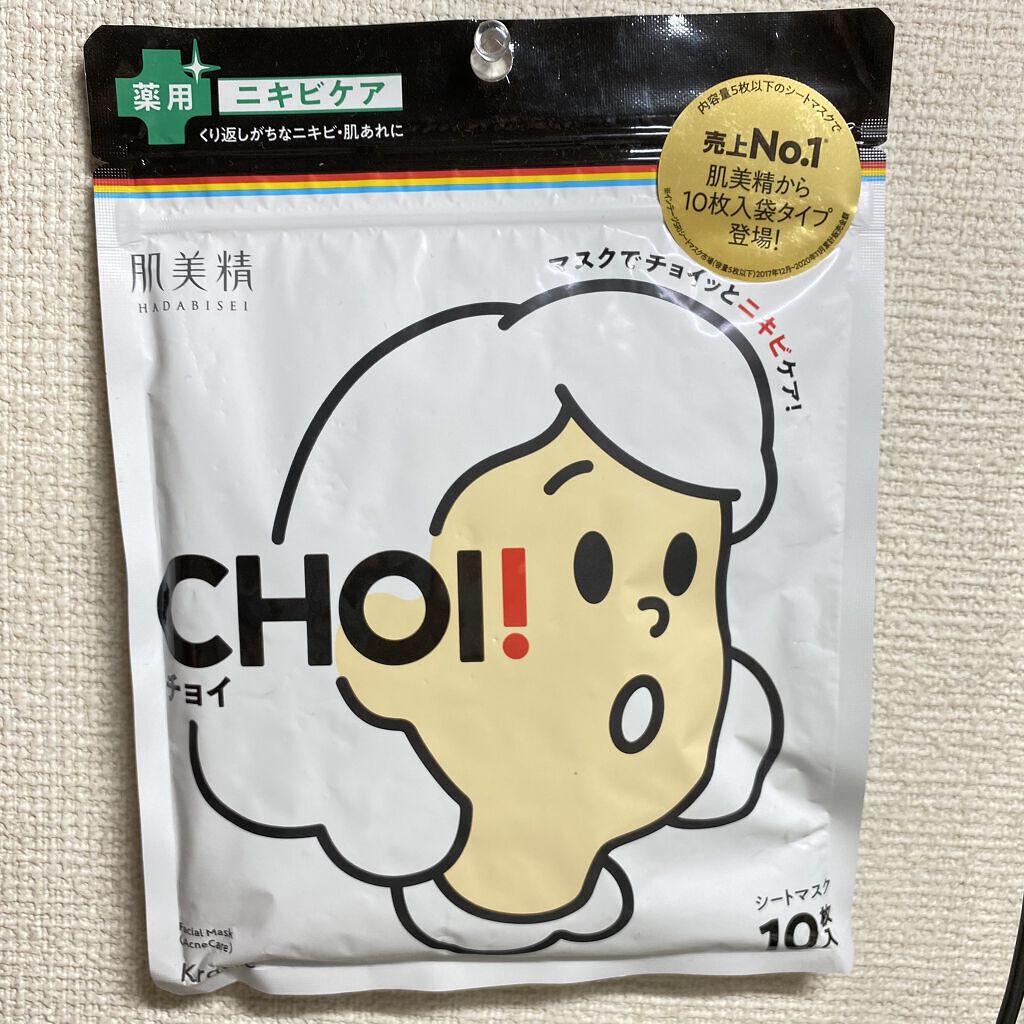 薬用
ニキビケア
くり返しがちなニキビ・肌あれに
内容量5枚以下のシートマスクで
売上No.1※
肌美精から
10枚入袋タイプ
登場!
肌美精
HADABISEI
マスクでチョイッとニキビケア!
CHOI!
チョイ
シートマスク
10枚入
Facial Mask
(AcneCare)